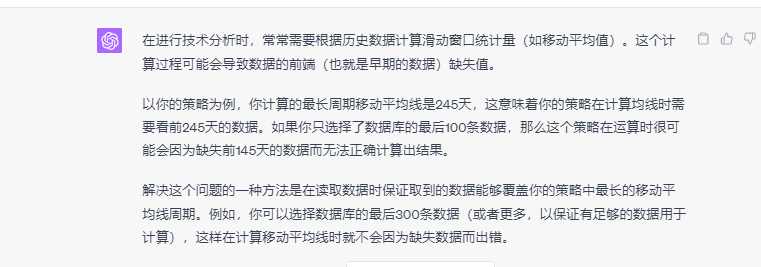 在进行技术分析时，常常需要根据历史数据计算滑动窗口统计量（如移动平均值）。这个计
算过程可能会导致数据的前端（也就是早期的数据）缺失值。
以你的策略为例，你计算的最长周期移动平均线是245天，这意味着你的策略在计算均线时需
要看前245天的数据。如果你只选择了数据库的最后100条数据，那么这个策略在运算时很可
能会因为缺失前145天的数据而无法正确计算出结果。
解决这个问题的一种方法是在读取数据时保证取到的数据能够覆盖你的策略中最长的移动平
均线周期。例如，你可以选择数据库的最后300条数据（或者更多，以保证有足够的数据用于
计算），这样在计算移动平均线时就不会因为缺失数据而出错。